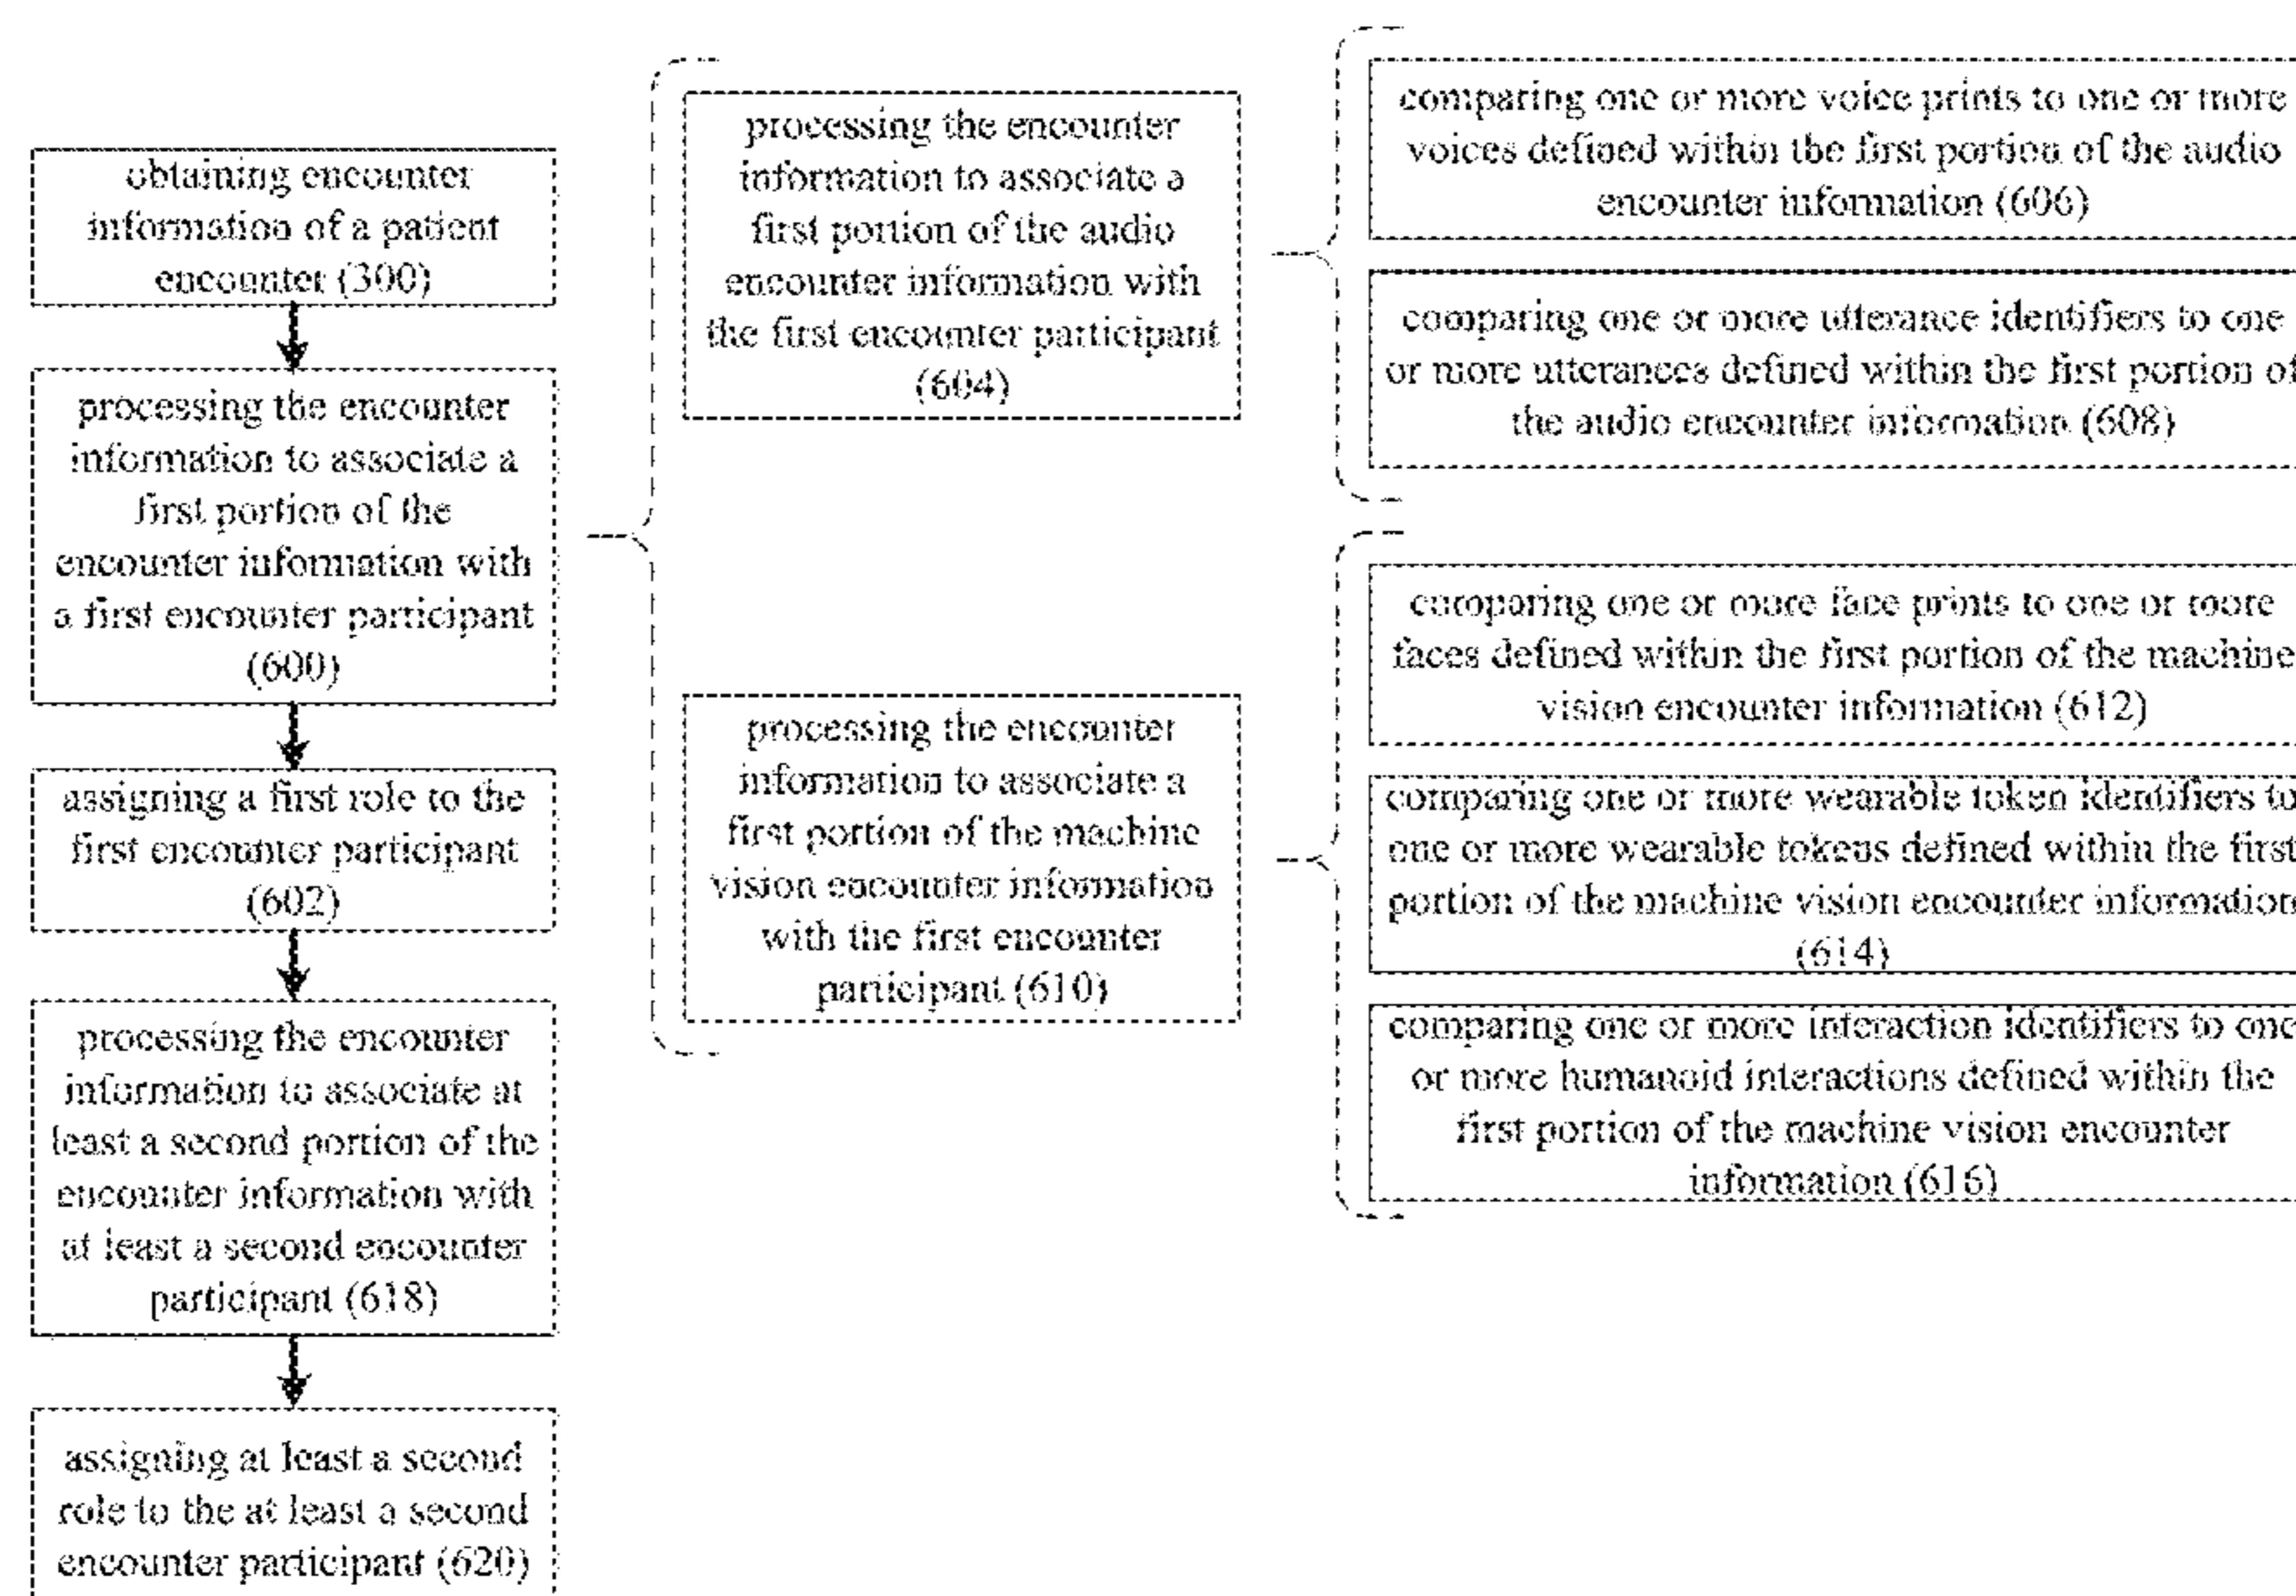 obtaining encounter
information of a patient
encounter (300)
processing the encounter
information to associate a
first portion of the
encounter information with
a first encounter participant
(600)
assigning a first role to the
first encounter participant
(602)
processing the encounter
information to associate at
least a second portion of the
encounter information with
at least a second encounter
participant (618)
assigning at least a second
role to the at least a second
encounter participant (620)
processing the encounter
information to associate a
first portion of the audio
encounter information with
the first encounter participant
(604)
processing the encounter
information to associate a
first portion of the machine
vision encounter information
with the first encounter
participant (610)
comparing one or more voice prints to one or more
voices defined within the first portion of the audio
encounter information (606)
comparing one or more utterance identifiers to one
or more utterances defined within the first portion of
the audio encounter information (608)
comparing one or more face prints to one or more
faces defined within the first portion of the machine
vision encounter information (612)
comparing one or more wearable token identifiers to
one or more wearable tokens defined within the first
portion of the machine vision encounter information
(614)
comparing one or more interaction identifiers to one
or more humanoid interactions defined within the
first portion of the machine vision encounter
information (616)